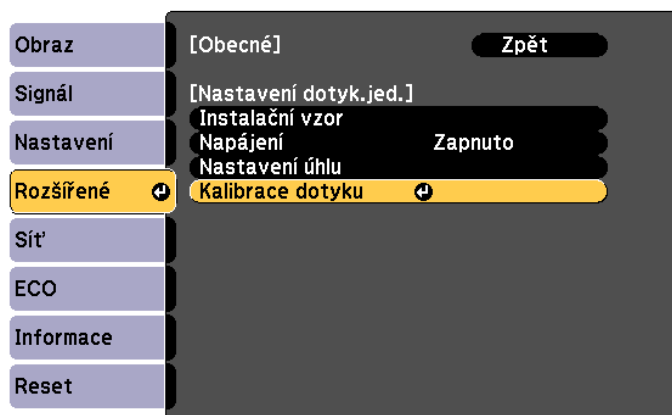 Obraz
Signál
Nastavení
Rozšířené
Síť
ECO
Informace
Reset
[Obecné] Zpět
[Nastavení dotyk.jed.]
Instalační vzor
Napájení Zapnuto
Nastavení úhlu
Kalibrace dotyku